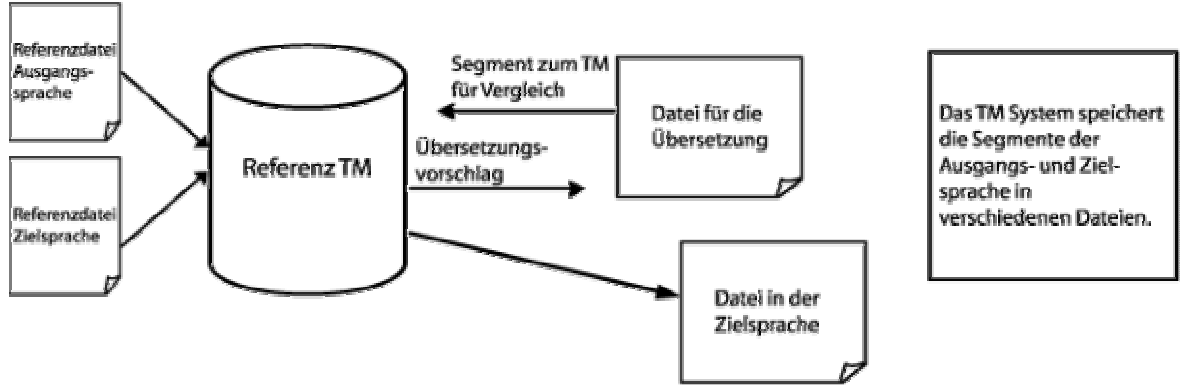 Referenzdatei
Ausgangs-
sprache
Referenzdatei
Zielsprache
Referenz TM
Segment zum TM
für Vergleich
Übersetzungs-
vorschlag
Datei für die
Übersetzung
Datei in der
Zielsprache
Das TM System speichert
die Segmente der
Ausgangs- und Ziel-
sprache in
verschiedenen Dateien.